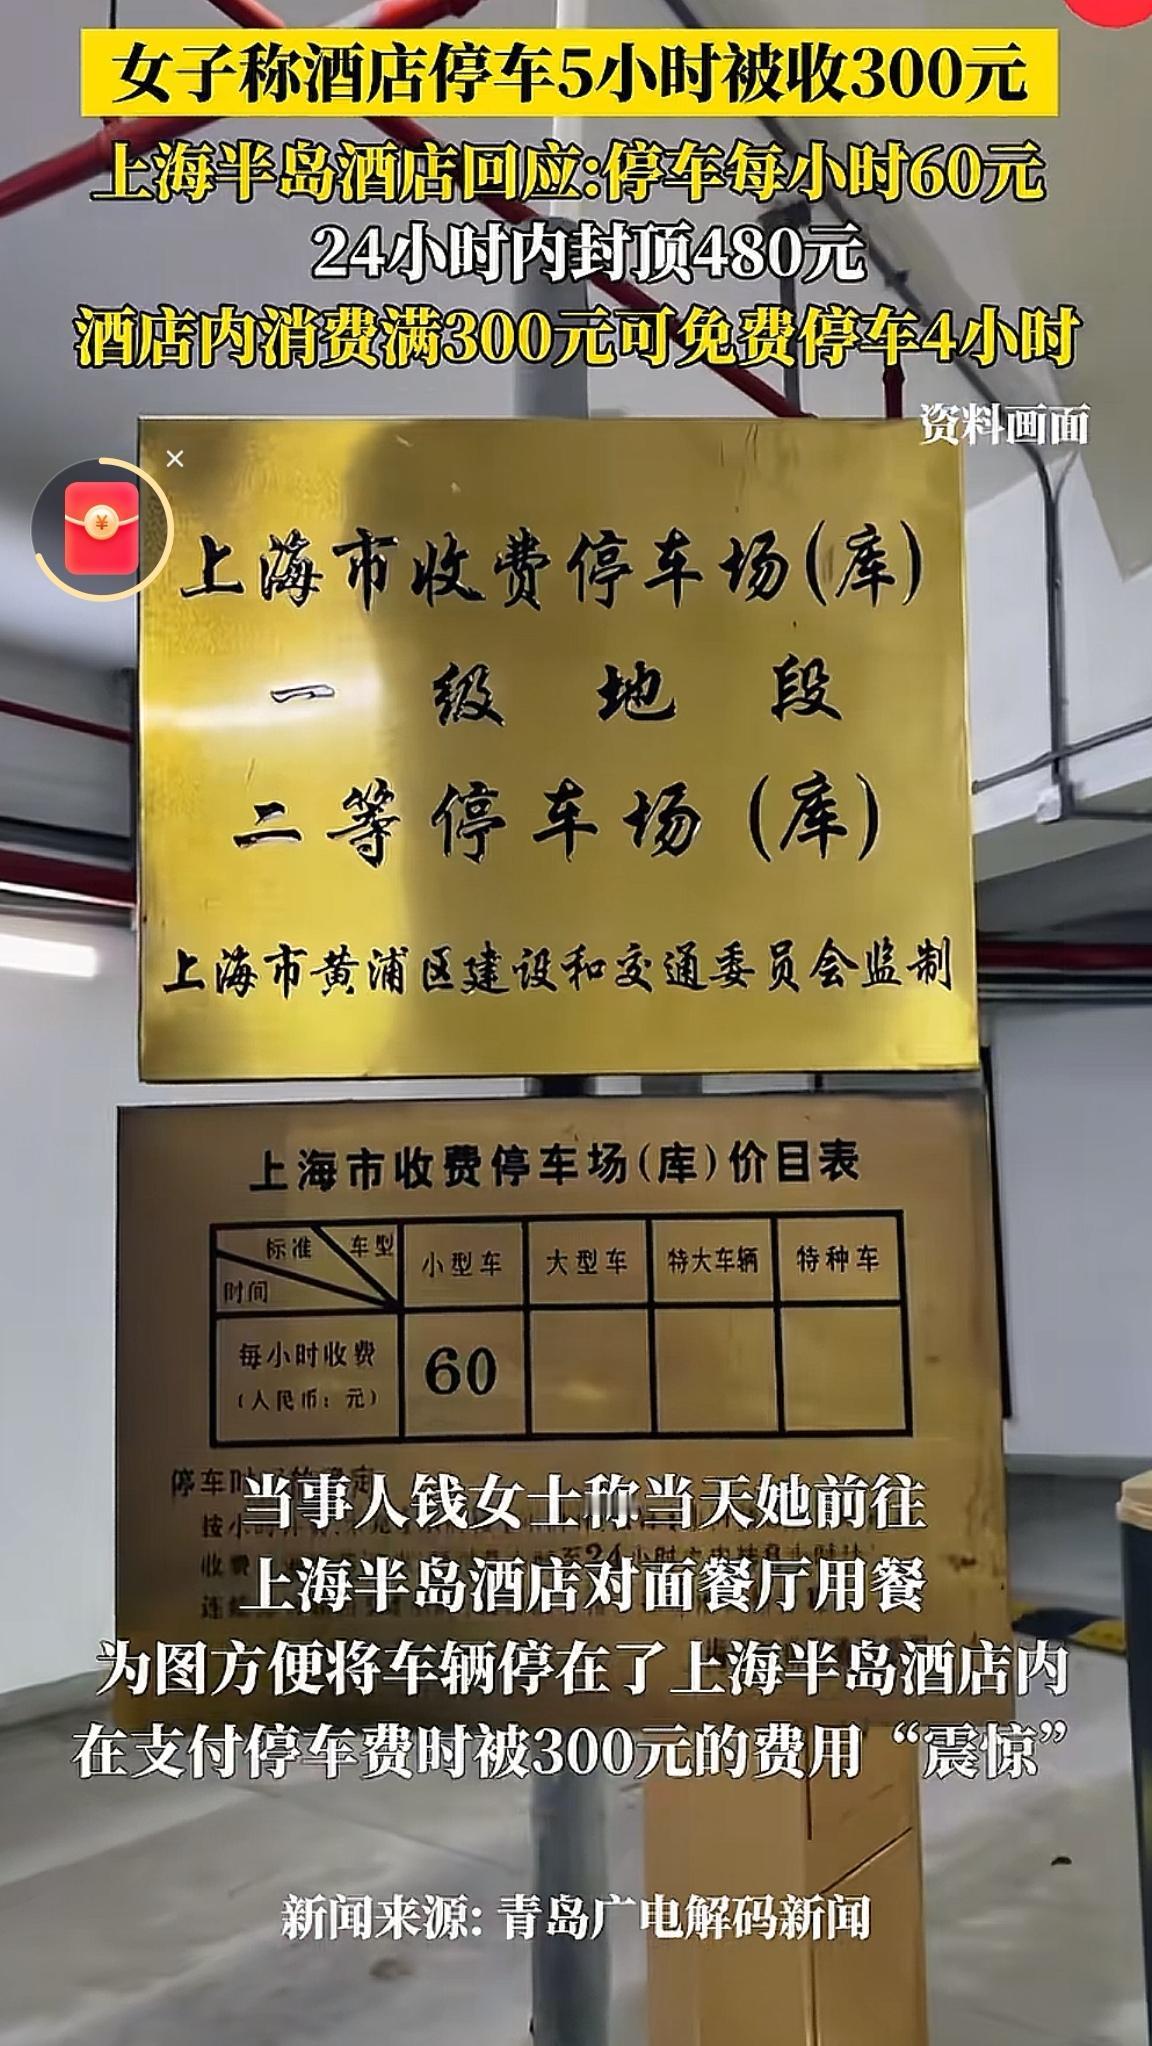 女子称酒店停车5小时被收300元
上海半岛酒店回应:停车每小时60元
24小时内封顶480元
酒店内消费满300元可免费停车4小时
资料画面
上海市收费停车场(库)
一级地段
二等停车场(库)
上海市黄浦区建设和交通委员会监制
上海市收费停车场(库)价目表
标准 车型
时间
小型车 大型车 特大车辆 特种车
每小时收费
(人民币:元)
60
停车
当事人钱女士称当天她前往
按小
收费
24小时
上海半岛酒店对面餐厅用餐
为图方便将车辆停在了上海半岛酒店内
在支付停车费时被300元的费用“震惊”
新闻来源: 青岛广电解码新闻